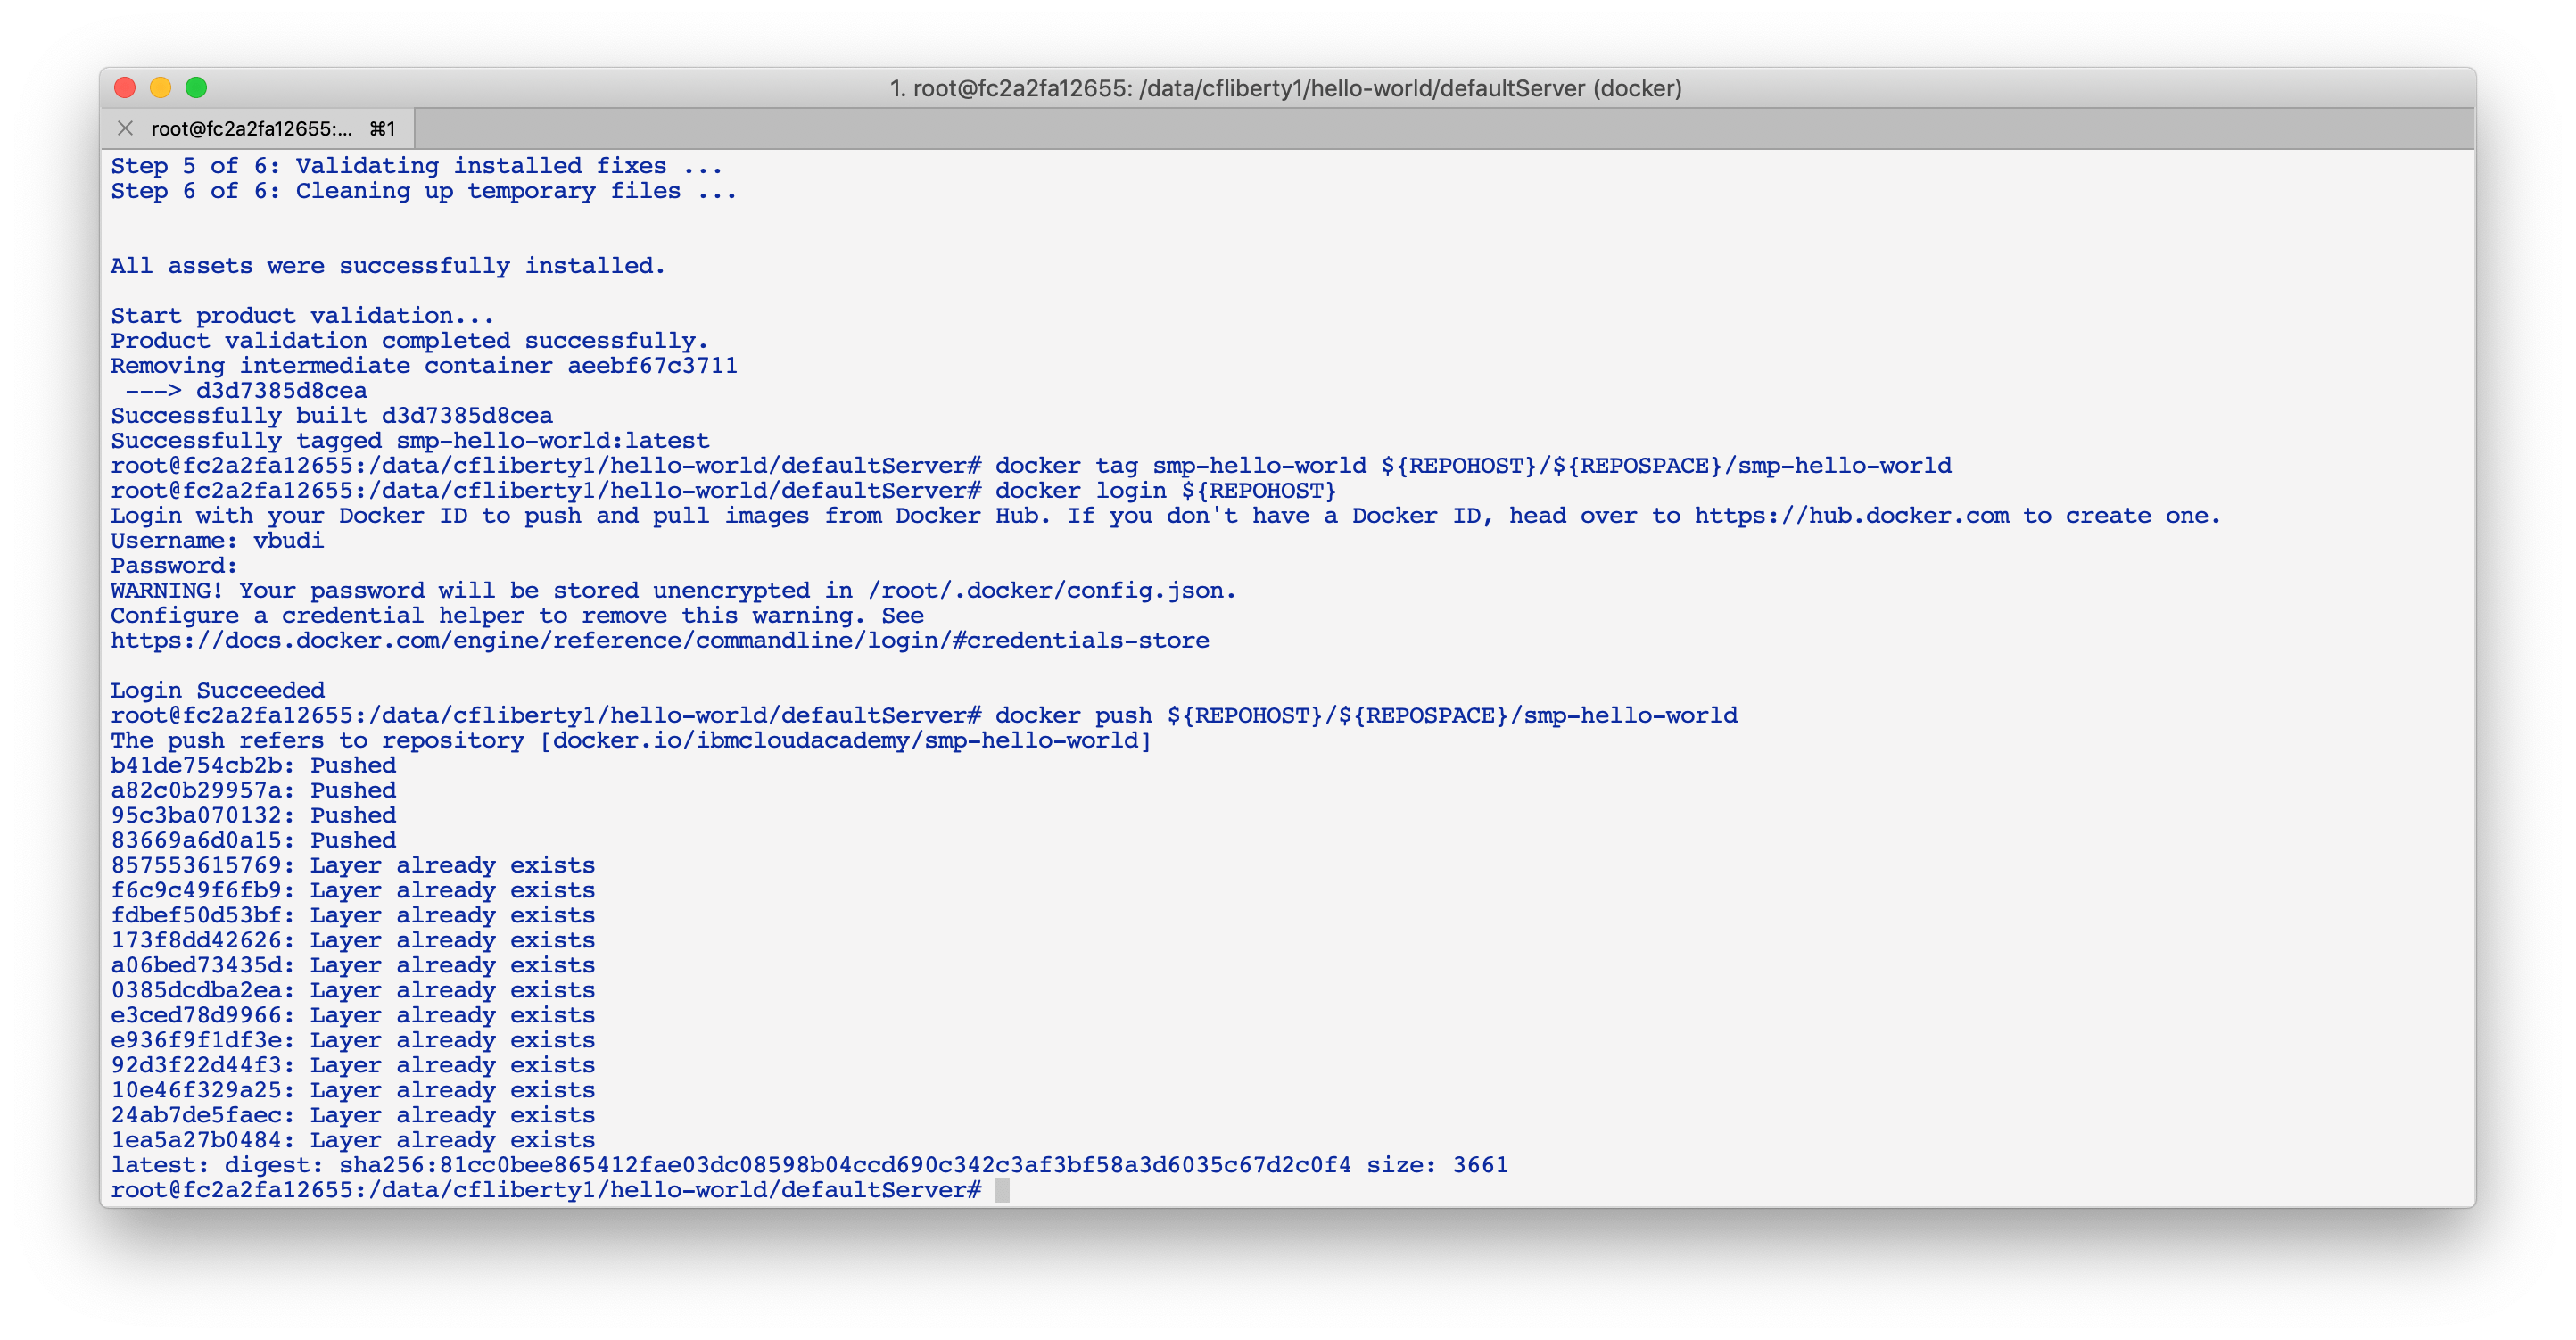 1. root@fc2a2fa12655: /data/cfliberty1/hello-world/defaultServer (docker)
root@fc2a2fa12655:... ⌘1
Step 5 of 6: Validating installed fixes ...
Step 6 of 6: Cleaning up temporary files ...
All assets were successfully installed.
Start product validation...
Product validation completed successfully.
Removing intermediate container aeebf67c3711
---> d3d7385d8cea
Successfully built d3d7385d8cea
Successfully tagged smp-hello-world:latest
root@fc2a2fa12655:/data/cfliberty1/hello-world/defaultServer# docker tag smp-hello-world ${REPOHOST}/${REPOSPACE}/smp-hello-world
root@fc2a2fa12655:/data/cfliberty1/hello-world/defaultServer# docker login ${REPOHOST}
Login with your Docker ID to push and pull images from Docker Hub. If you don't have a Docker ID, head over to https://hub.docker.com to create one.
Username: vbudi
Password:
WARNING! Your password will be stored unencrypted in /root/.docker/config.json.
Configure a credential helper to remove this warning. See
https://docs.docker.com/engine/reference/commandline/login/#credentials-store
Login Succeeded
root@fc2a2fa12655:/data/cfliberty1/hello-world/defaultServer# docker push ${REPOHOST}/${REPOSPACE}/smp-hello-world
The push refers to repository [docker.io/ibmcloudacademy/smp-hello-world]
b41de754cb2b: Pushed
a82c0b29957a: Pushed
95c3ba070132: Pushed
83669a6d0a15: Pushed
857553615769: Layer already exists
f6c9c49f6fb9: Layer already exists
fdbef50d53bf: Layer already exists
173f8dd42626: Layer already exists
a06bed73435d: Layer already exists
0385dcdba2ea: Layer already exists
e3ced78d9966: Layer already exists
e936f9f1df3e: Layer already exists
92d3f22d44f3: Layer already exists
10e46f329a25: Layer already exists
24ab7de5faec: Layer already exists
1ea5a27b0484: Layer already exists
latest: digest: sha256:81cc0bee865412fae03dc08598b04ccd690c342c3af3bf58a3d6035c67d2c0f4 size: 3661
root@fc2a2fa12655:/data/cfliberty1/hello-world/defaultServer#